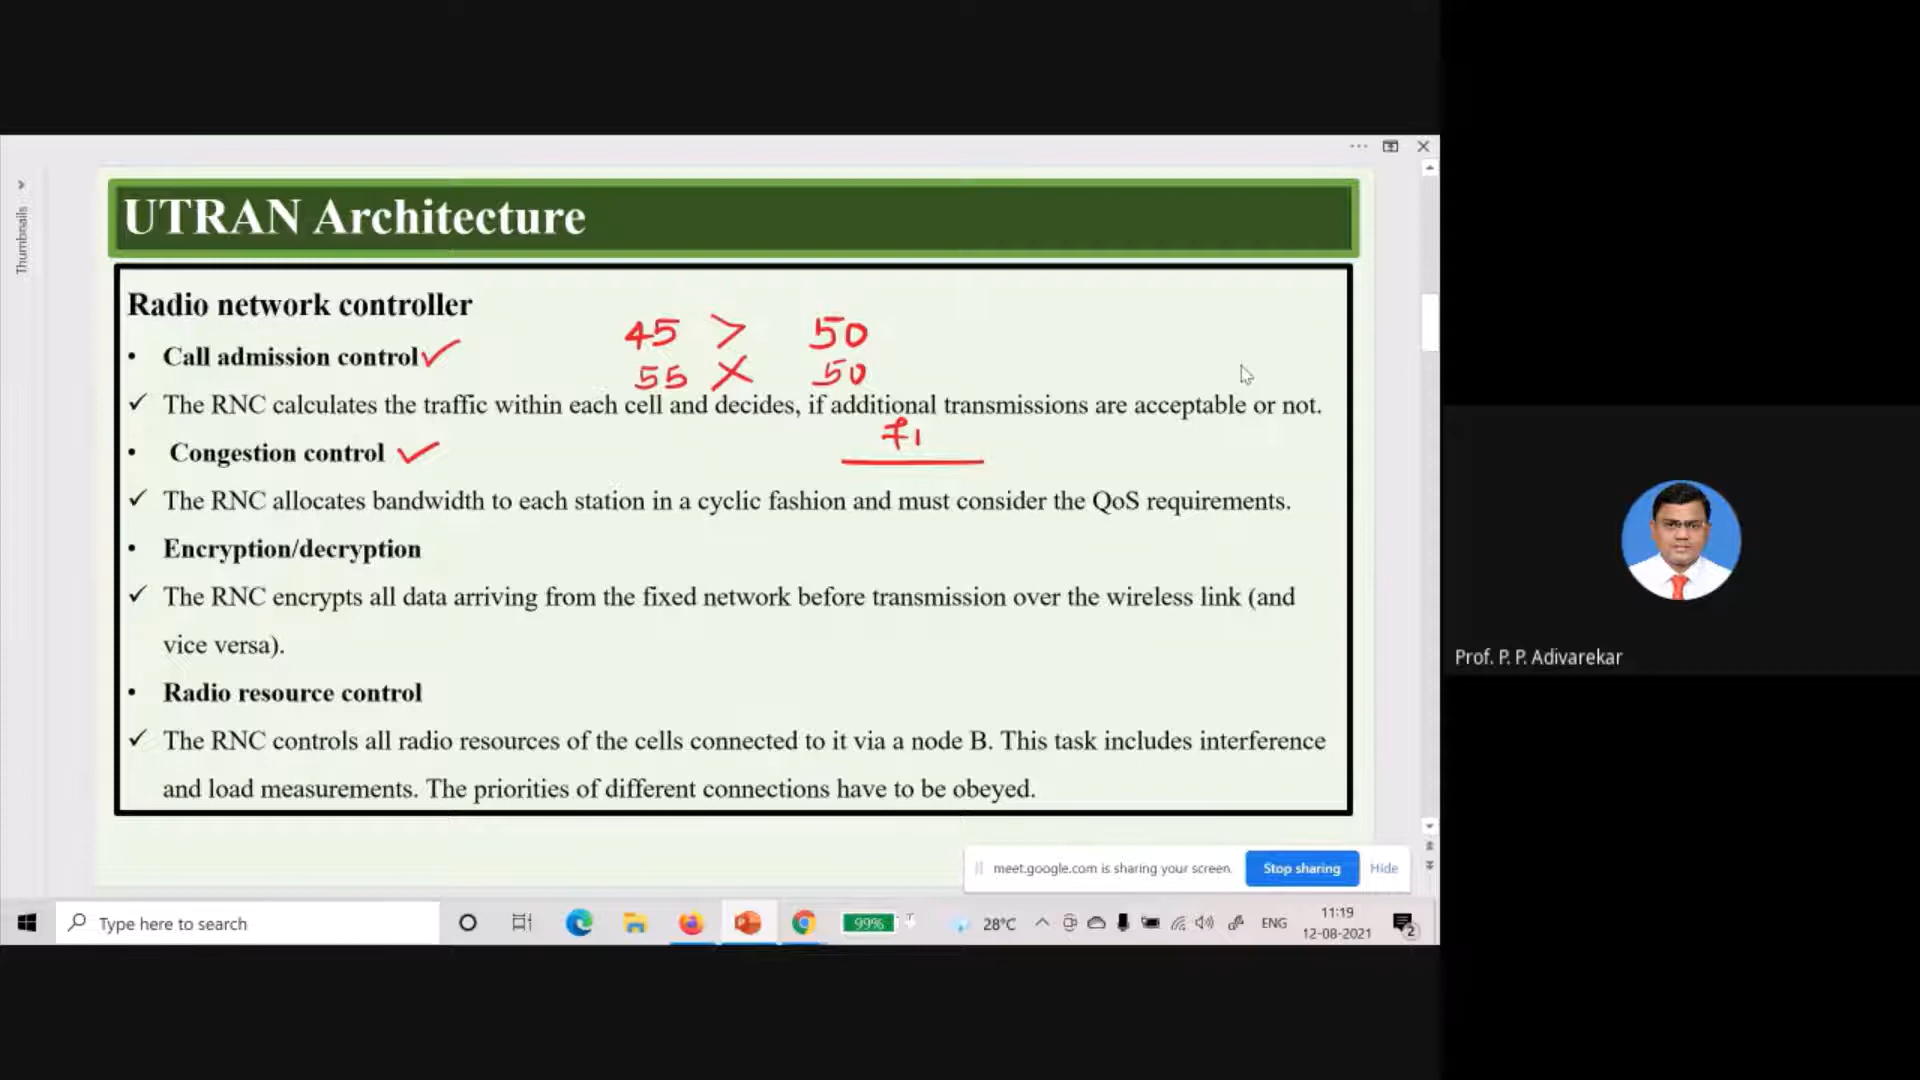 Thumbnails
UTRAN Architecture
Radio network controller
45 > 50
• Call admission control ✓
55 X 50
✓ The RNC calculates the traffic within each cell and decides, if additional transmissions are acceptable or not.
f1
• Congestion control ✓
✓ The RNC allocates bandwidth to each station in a cyclic fashion and must consider the QoS requirements.
• Encryption/decryption
✓ The RNC encrypts all data arriving from the fixed network before transmission over the wireless link (and
vice versa).
• Radio resource control
✓ The RNC controls all radio resources of the cells connected to it via a node B. This task includes interference
and load measurements. The priorities of different connections have to be obeyed.
meet.google.com is sharing your screen. Stop sharing Hide
Type here to search 99% 28°C ENG 11:19
12-08-2021 2
Prof. P. P. Adivarekar